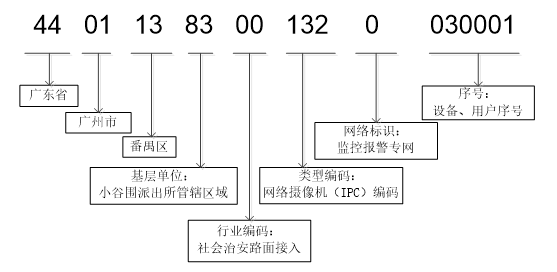 44 01 13 83 00 132 0 030001
广东省
广州市
番禺区
基层单位：
小谷围派出所管辖区域
行业编码：
社会治安路面接入
类型编码：
网络摄像机（IPC）编码
网络标识：
监控报警专网
序号：
设备、用户序号